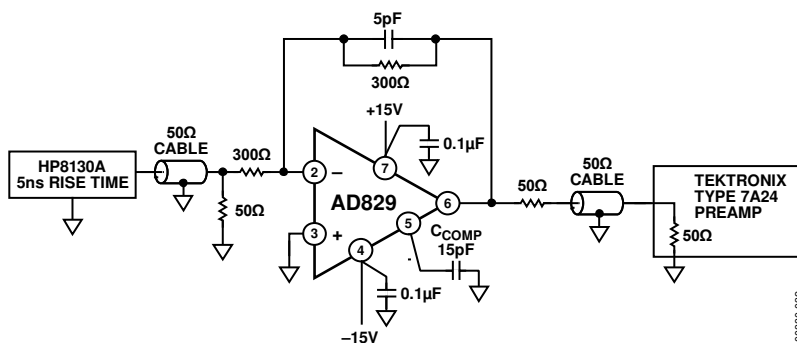 5pF
300Ω
+15V
0.1µF
50Ω
CABLE
300Ω
HP8130A
5ns RISE TIME
50Ω
2
–
7
AD829
6
3
+
5
4
CCOMP
15pF
0.1µF
–15V
50Ω
50Ω
CABLE
TEKTRONIX
TYPE 7A24
PREAMP
50Ω